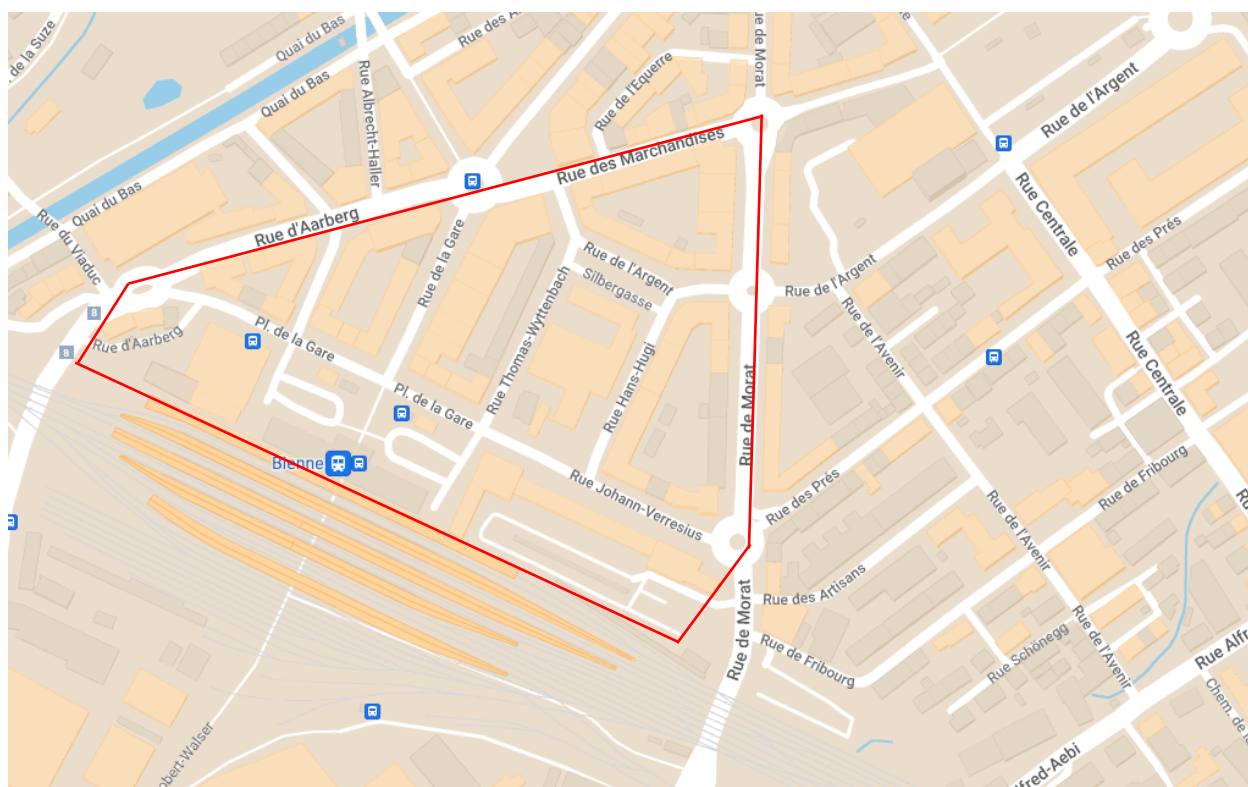 de la Suze
Quai du Bas
Rue des
Rue de Morat
Quai du Bas
Rue Albrecht-Haller
Rue de l'Equerre
Rue de l'Argent
Rue des Marchandises
Quai du Bas
Rue du Viaduc
Rue d'Aarberg
Rue de la Gare
Rue de l'Argent
Silbergasse
Rue Centrale
Rue des Prés
Rue de l'Argent
Rue d'Aarberg
Pl. de la Gare
Rue Thomas-Wyttenbach
Rue Hans-Hugi
Rue de l'Avenir
Rue Centrale
Pl. de la Gare
Rue de Morat
Bienne
Rue Johann-Verresius
Rue des Prés
Rue de Fribourg
Rue de l'Avenir
Rue des Artisans
Rue de Morat
Rue de Fribourg
Rue Schönegg
Rue de l'Avenir
Rue Alfre
Chem. de
obert-Walser
lfred-Aebi